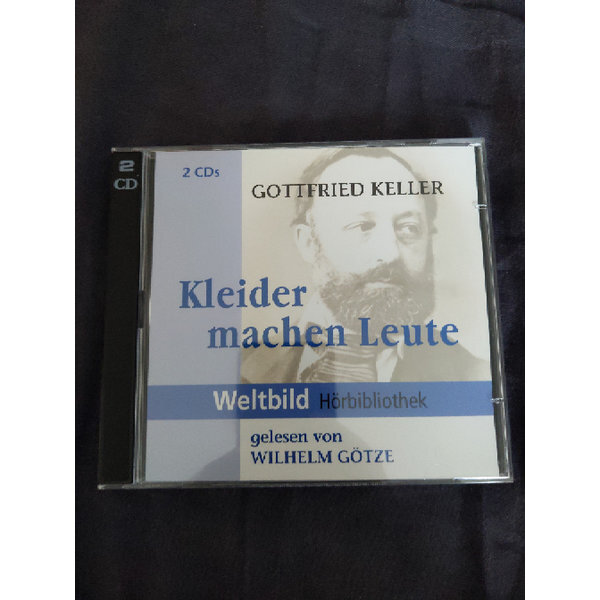 2
CD
2 CDs
GOTTFRIED KELLER
Kleider
machen Leute
Weltbild Hörbibliothek
gelesen von
WILHELM GÖTZE